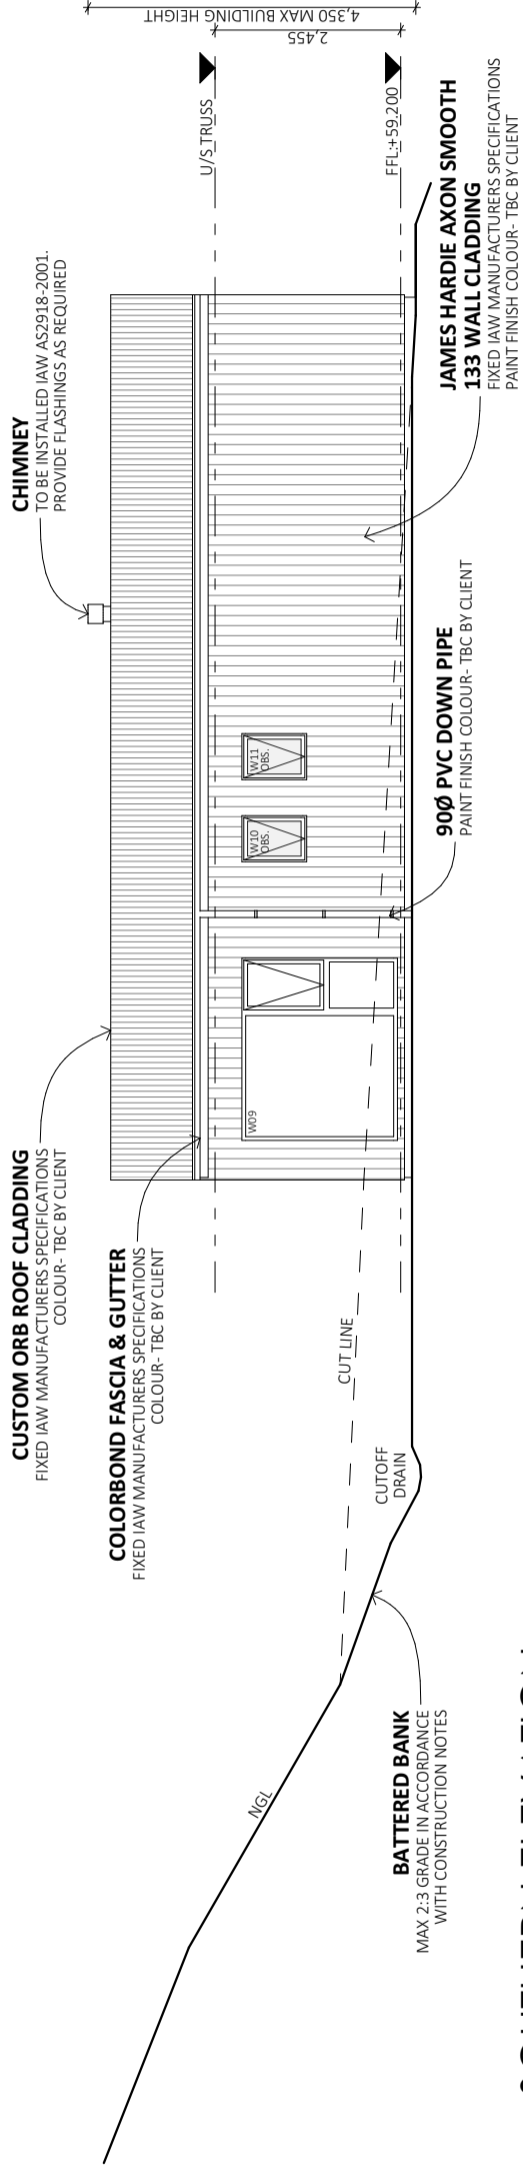 CUSTOM ORB ROOF CLADDING
FIXED IAW MANUFACTURERS SPECIFICATIONS
COLOUR- TBC BY CLIENT
COLORBOND FASCIA & GUTTER
FIXED IAW MANUFACTURERS SPECIFICATIONS
COLOUR- TBC BY CLIENT
CHIMNEY
TO BE INSTALLED IAW AS2918-2001.
PROVIDE FLASHINGS AS REQUIRED
4,350 MAX BUILDING HEIGHT
2,455
U/S TRUSS
FFL:+59.200
NGL
CUT LINE
CUTOFF
DRAIN
W09
W10
OBS.
W11
OBS.
BATTERED BANK
MAX 2:3 GRADE IN ACCORDANCE
WITH CONSTRUCTION NOTES
90Ø PVC DOWN PIPE
PAINT FINISH COLOUR- TBC BY CLIENT
JAMES HARDIE AXON SMOOTH
133 WALL CLADDING
FIXED IAW MANUFACTURERS SPECIFICATIONS
PAINT FINISH COLOUR- TBC BY CLIENT